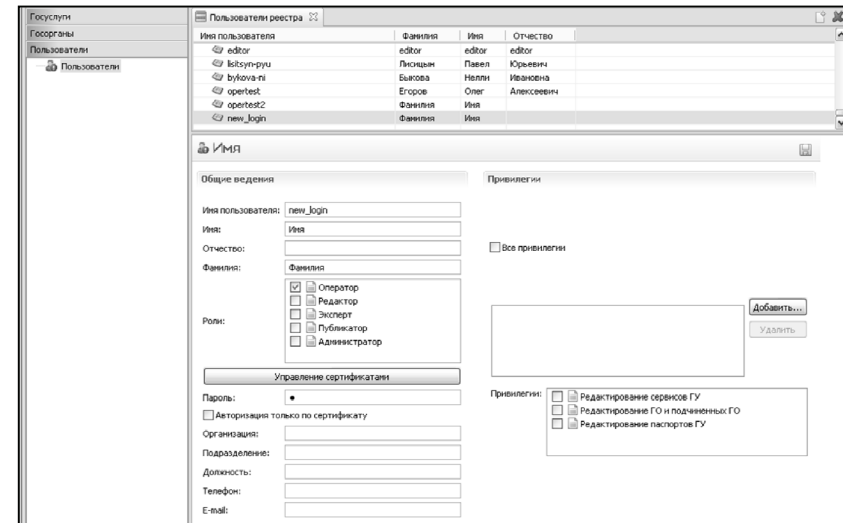 Госуслуги
Госорганы
Пользователи
Пользователи
Пользователи реестра
Имя пользователя Фамилия Имя Отчество
editor editor editor editor
lisitsyn-pyu Лисицын Павел Юрьевич
bykova-ni Быкова Нелли Ивановна
opertest Егоров Олег Алексеевич
opertest2 Фамилия Имя
new_login Фамилия Имя
Имя
Общие ведения
Привилегии
Имя пользователя: new_login
Имя: Имя
Отчество:
Все привилегии
Фамилия: Фамилия
Роли:
Оператор
Редактор
Эксперт
Публикатор
Администратор
Добавить...
Удалить
Управление сертификатами
Пароль: •
Авторизация только по сертификату
Привилегии:
Редактирование сервисов ГУ
Редактирование ГО и подчиненных ГО
Редактирование паспортов ГУ
Организация:
Подразделение:
Должность:
Телефон:
E-mail: